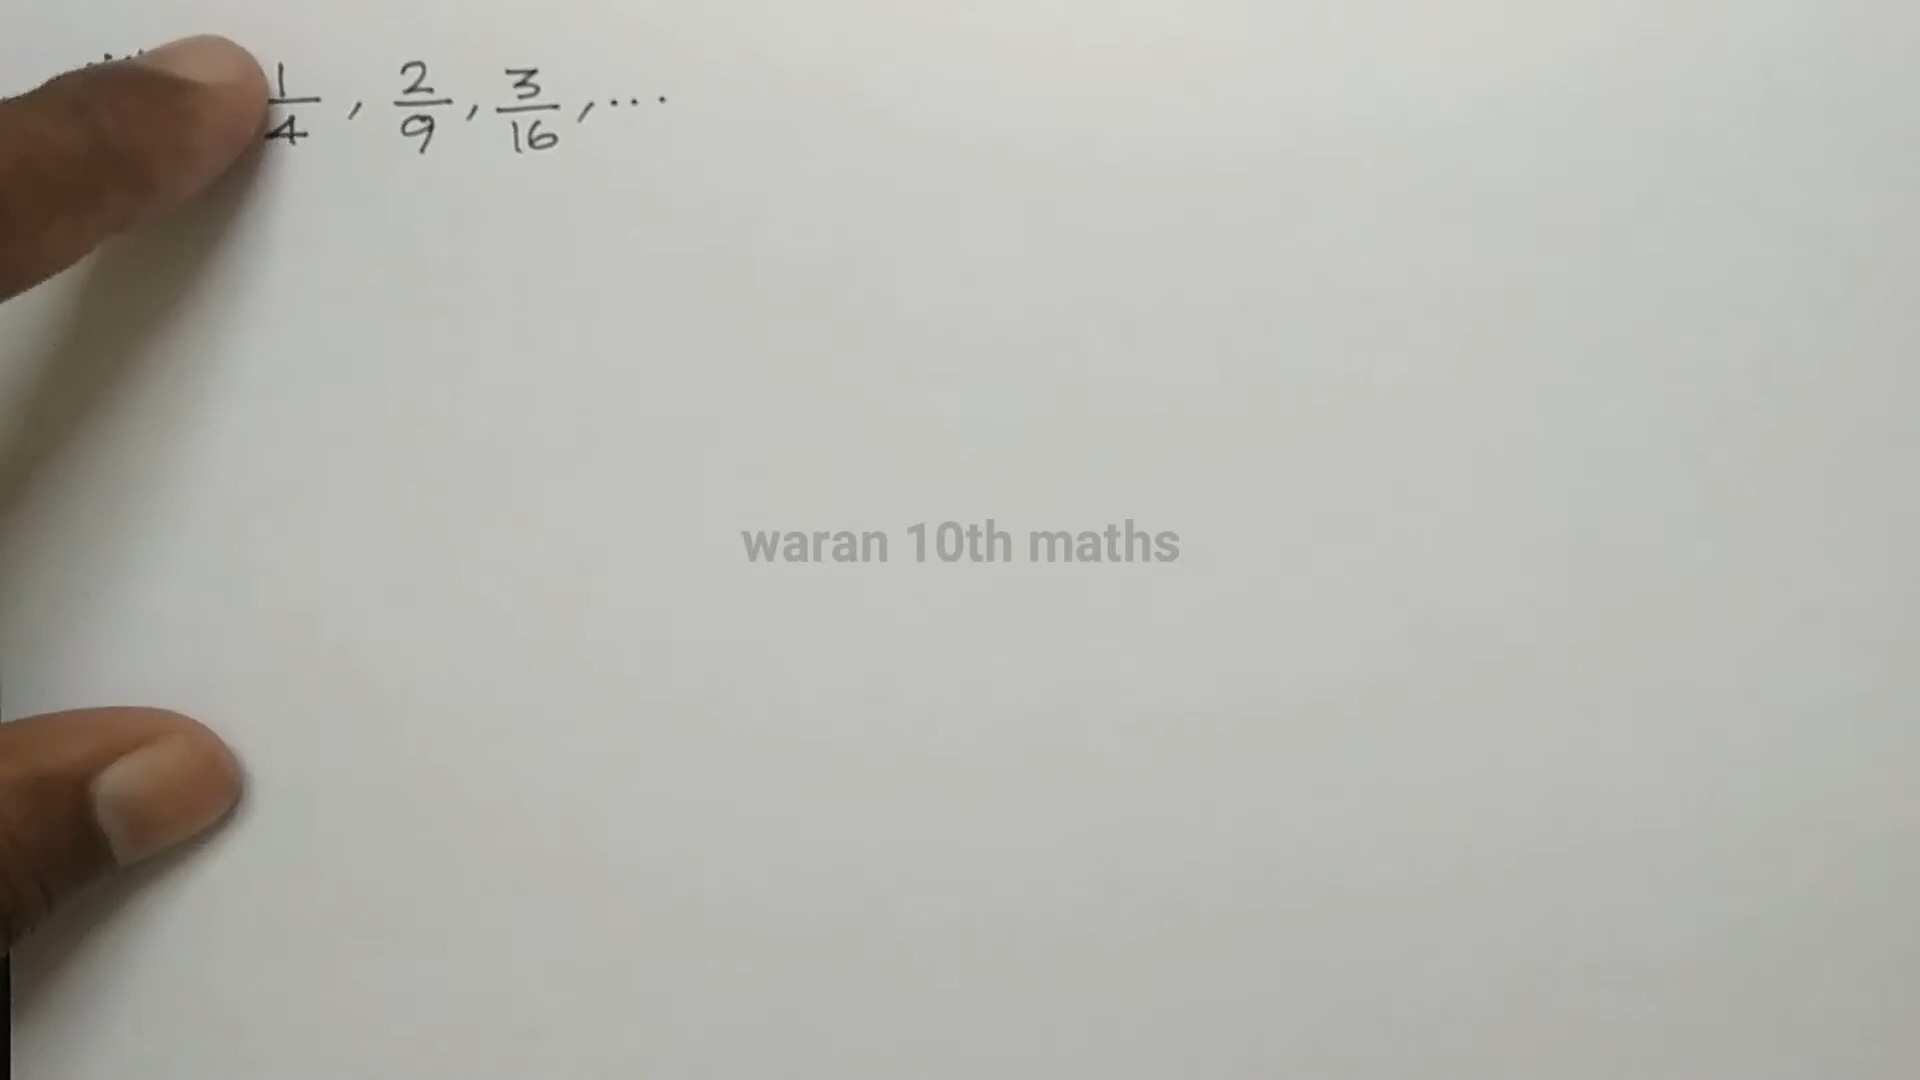 1/4 , 2/9 , 3/16 , ...
waran 10th maths